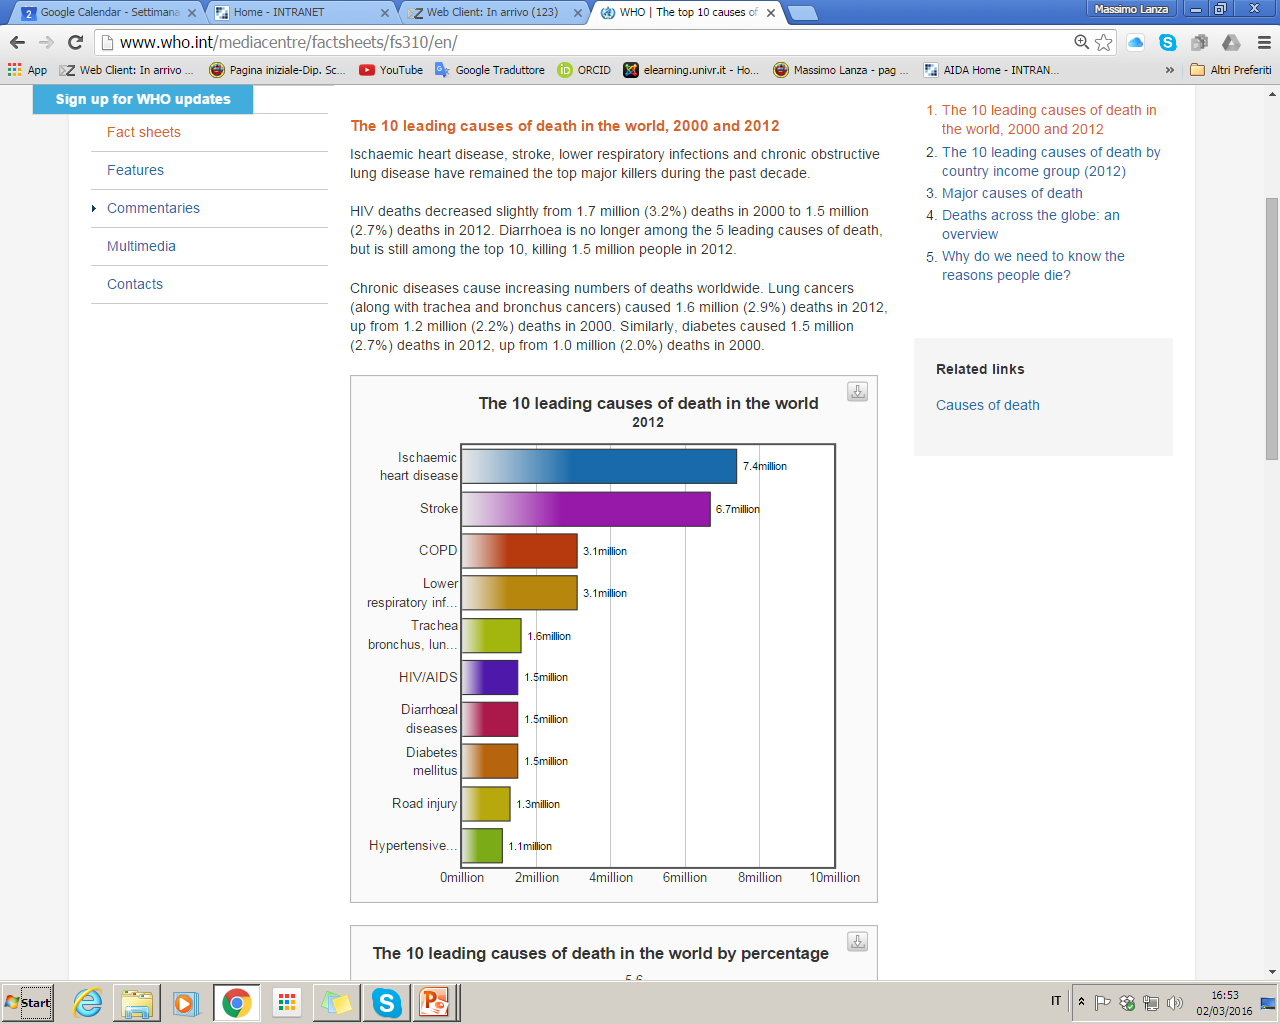 Google Calendar - Settimana
Home - INTRANET
Web Client: In arrivo (123)
WHO | The top 10 causes of
Massimo Lanza
www.who.int/mediacentre/factsheets/fs310/en/
App
Web Client: In arrivo ...
Pagina iniziale-Dip. Sc...
YouTube
Google Traduttore
ORCID
elearning.univr.it - Ho...
Massimo Lanza - pag ...
AIDA Home - INTRAN...
»
Altri Preferiti
Sign up for WHO updates
Fact sheets
Features
Commentaries
Multimedia
Contacts
The 10 leading causes of death in the world, 2000 and 2012
Ischaemic heart disease, stroke, lower respiratory infections and chronic obstructive
lung disease have remained the top major killers during the past decade.
HIV deaths decreased slightly from 1.7 million (3.2%) deaths in 2000 to 1.5 million
(2.7%) deaths in 2012. Diarrhoea is no longer among the 5 leading causes of death,
but is still among the top 10, killing 1.5 million people in 2012.
Chronic diseases cause increasing numbers of deaths worldwide. Lung cancers
(along with trachea and bronchus cancers) caused 1.6 million (2.9%) deaths in 2012,
up from 1.2 million (2.2%) deaths in 2000. Similarly, diabetes caused 1.5 million
(2.7%) deaths in 2012, up from 1.0 million (2.0%) deaths in 2000.
The 10 leading causes of death in the world
2012
Ischaemic
heart disease
7.4million
Stroke
6.7million
COPD
3.1million
Lower
respiratory inf...
3.1million
Trachea
bronchus, lun...
1.6million
HIV/AIDS
1.5million
Diarrhœal
diseases
1.5million
Diabetes
mellitus
1.5million
Road injury
1.3million
Hypertensive...
1.1million
0million
2million
4million
6million
8million
10million
The 10 leading causes of death in the world by percentage
1. The 10 leading causes of death in
the world, 2000 and 2012
2. The 10 leading causes of death by
country income group (2012)
3. Major causes of death
4. Deaths across the globe: an
overview
5. Why do we need to know the
reasons people die?
Related links
Causes of death
Start
IT
16:53
02/03/2016